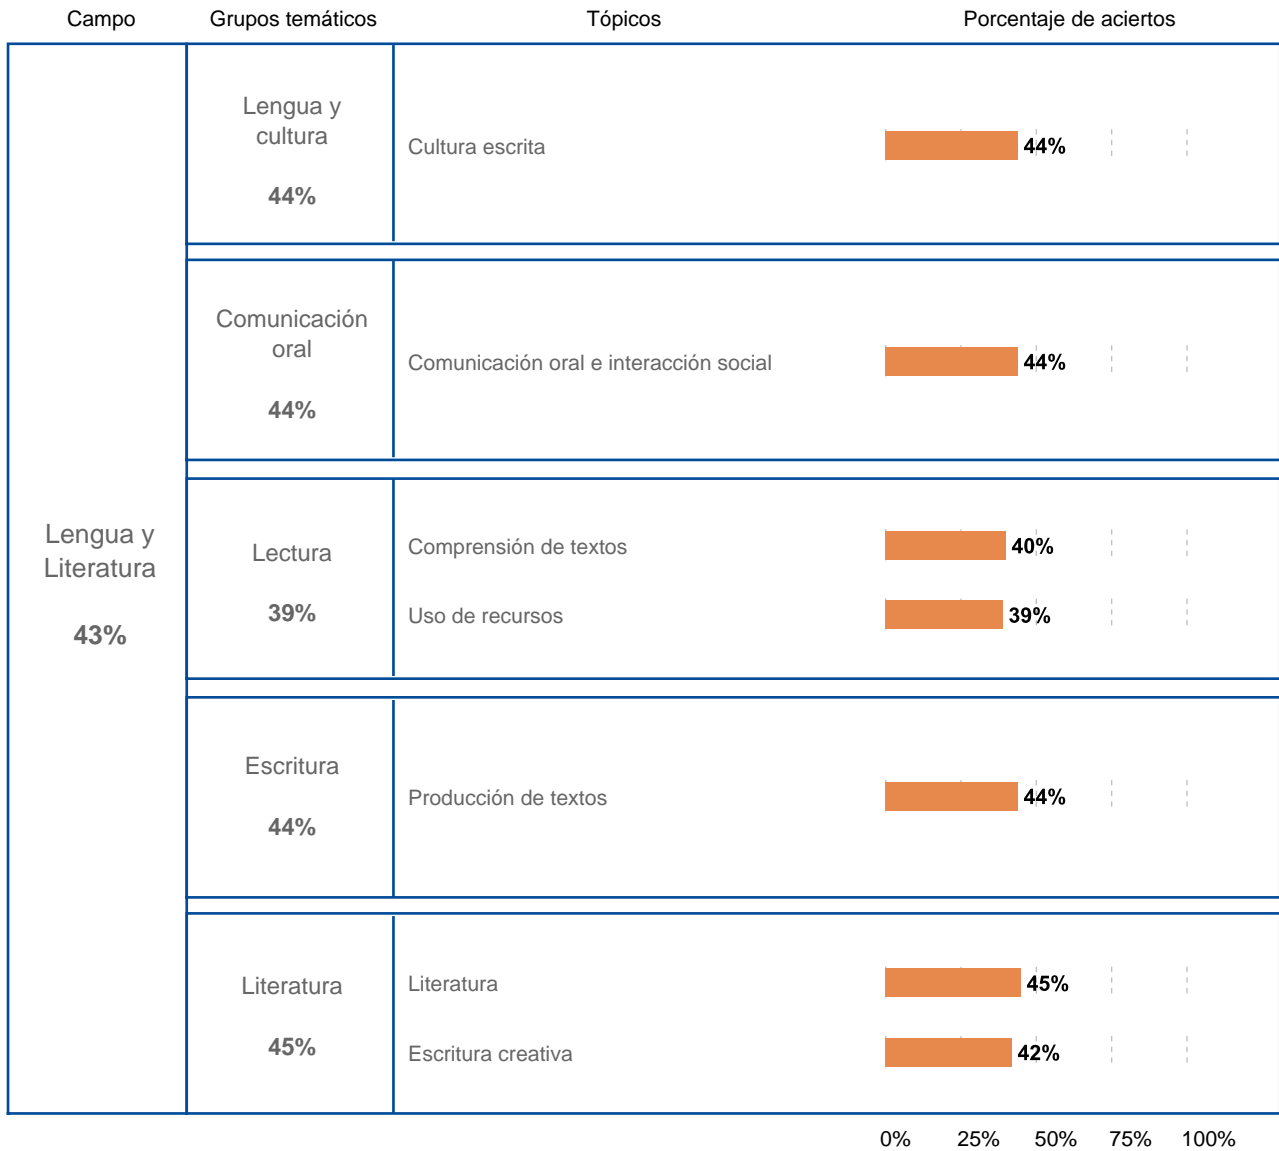 Campo Grupos temáticos Tópicos Porcentaje de aciertos
Lengua y
Literatura
43%
Lengua y
cultura
44%
Cultura escrita
44%
Comunicación
oral
44%
Comunicación oral e interacción social
44%
Lectura
39%
Comprensión de textos
40%
Uso de recursos
39%
Escritura
44%
Producción de textos
44%
Literatura
45%
Literatura
45%
Escritura creativa
42%
0% 25% 50% 75% 100%